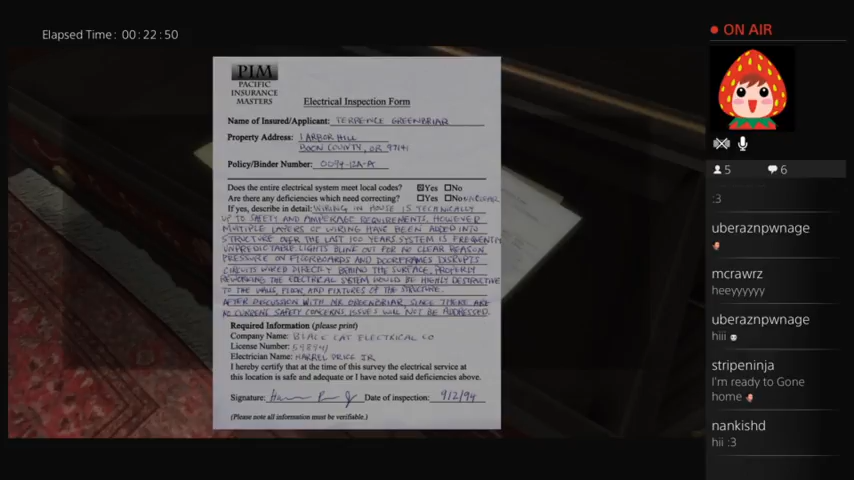 Elapsed Time: 00:22:50
ON AIR
PIM
PACIFIC
INSURANCE
MASTERS
Electrical Inspection Form
Name of Insured/Applicant: TERRENCE GREENBRIAR
Property Address: 1 ARBOR HILL
BOON COUNTY, OR 97141
Policy/Binder Number: 0094-12A-A
Does the entire electrical system meet local codes? Yes No
Are there any deficiencies which need correcting? Yes No UNCLEAR
If yes, describe in detail: WIRING IN HOUSE IS TECHNICALLY
UP TO SAFETY AND AMPERAGE REQUIREMENTS, HOWEVER
MULTIPLE LAYERS OF WIRING HAVE BEEN ADDED INTO
STRUCTURE OVER THE LAST 100 YEARS. SYSTEM IS FREQUENTLY
UNPREDICTABLE. LIGHTS BLINK OUT FOR NO CLEAR REASON.
PRESSURE ON FLOORBOARDS AND DOORFRAMES DISRUPTS
CIRCUITS WIRED DIRECTLY BEHIND THE SURFACE. PROPERLY
REWORKING THE ELECTRICAL SYSTEM WOULD BE HIGHLY DESTRUCTIVE
TO THE WALLS, FLOOR, AND FIXTURES OF THE STRUCTURE.
AFTER DISCUSSION WITH MR GREENBRIAR, SINCE THERE ARE
NO CURRENT SAFETY CONCERNS, ISSUES WILL NOT BE ADDRESSED.
Required Information (please print)
Company Name: BLACK CAT ELECTRICAL CO
License Number:
Electrician Name: HARREL PRICE JR.
I hereby certify that at the time of this survey the electrical service at
this location is safe and adequate or I have noted said deficiencies above.
Signature: Date of inspection: 9/2/94
(Please note all information must be verifiable.)
5 6
:3
uberaznpwnage
mcrawrz
heeyyyyyy
uberaznpwnage
hiii
stripeninja
I'm ready to Gone
home
nankishd
hii :3